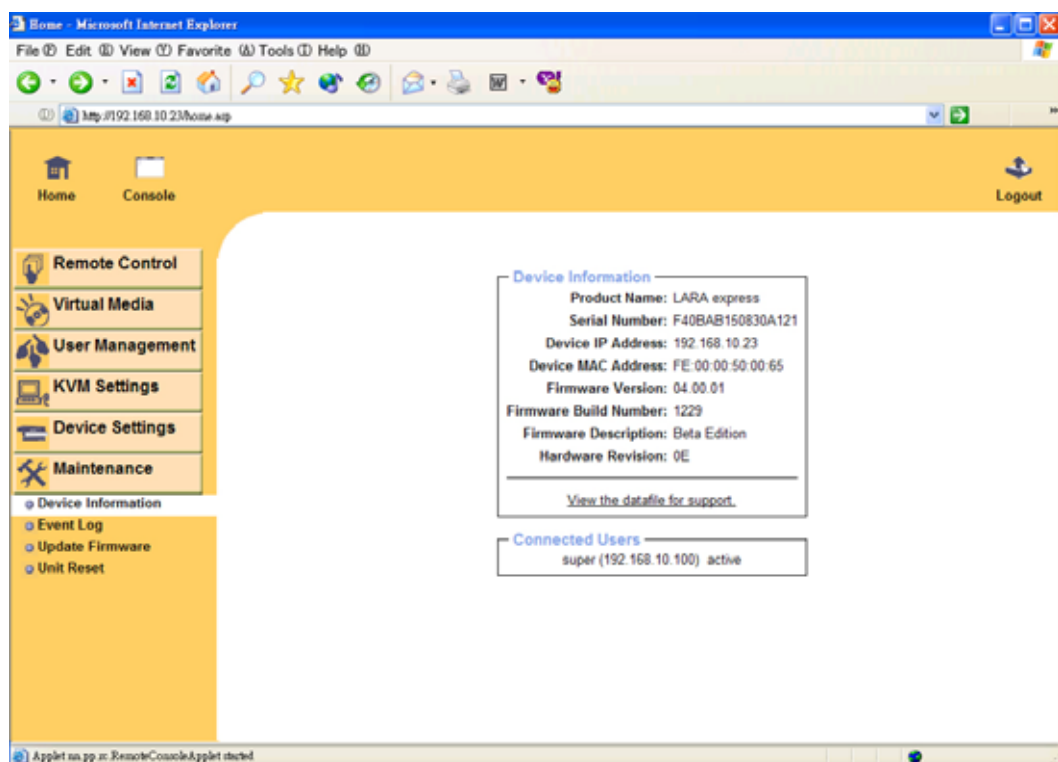 Home - Microsoft Internet Explorer
File (F) Edit (E) View (V) Favorite (A) Tools (T) Help (H)
(D) http://192.168.10.23/home.asp
Home
Console
Logout
Remote Control
Virtual Media
User Management
KVM Settings
Device Settings
Maintenance
Device Information
Event Log
Update Firmware
Unit Reset
Device Information
Product Name: LARA express
Serial Number: F40BAB150830A121
Device IP Address: 192.168.10.23
Device MAC Address: FE:00:00:50:00:65
Firmware Version: 04.00.01
Firmware Build Number: 1229
Firmware Description: Beta Edition
Hardware Revision: 0E
View the datafile for support.
Connected Users
super (192.168.10.100) active
Applet nn.pp.rc.RemoteConsoleApplet started